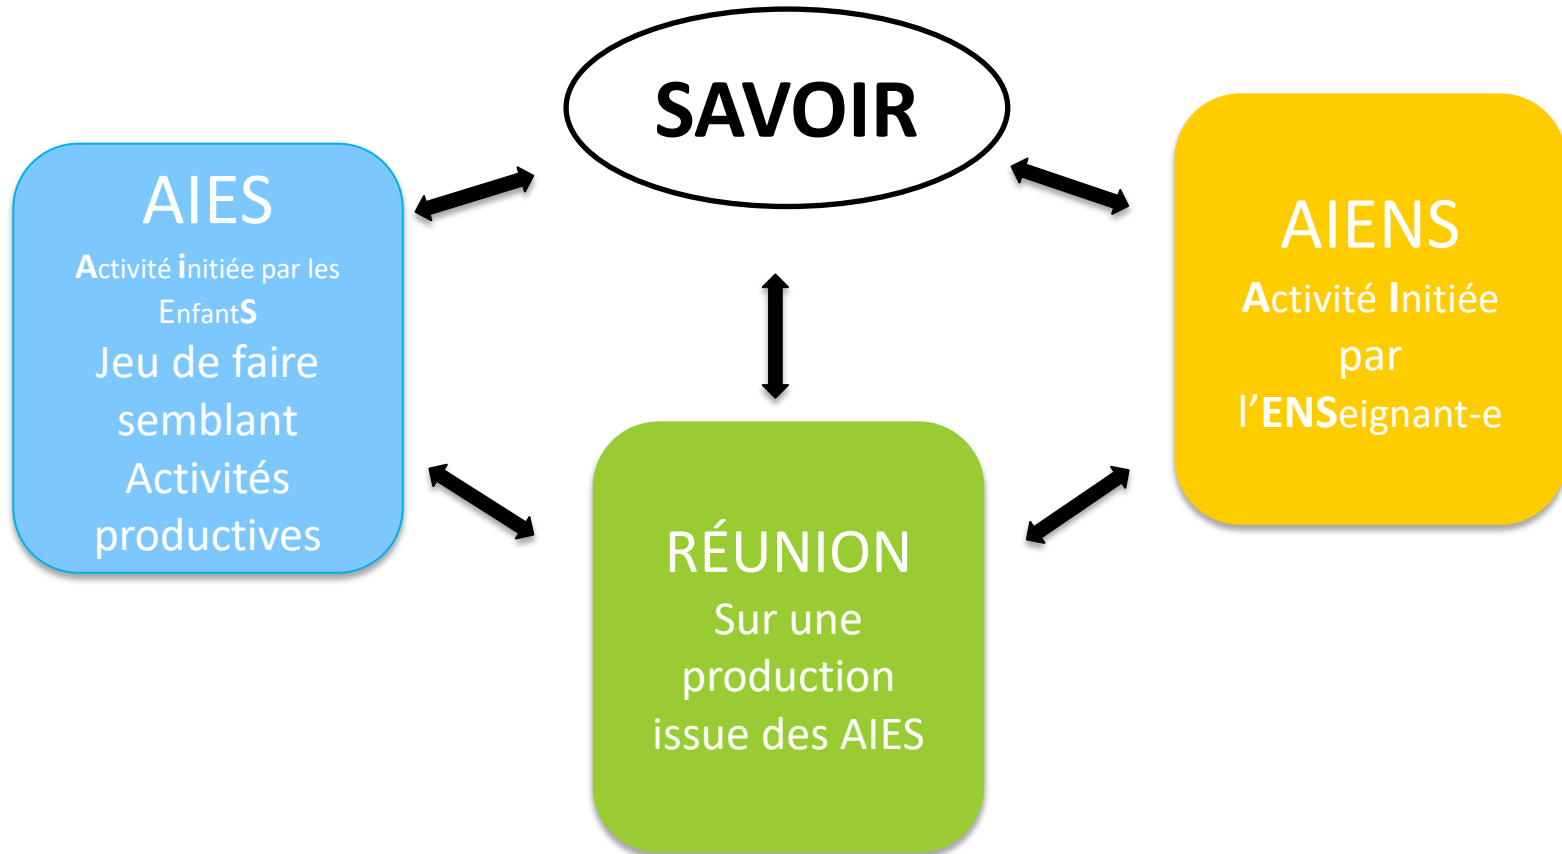 SAVOIR
AIES
Activité initiée par les
EnfantS
Jeu de faire
semblant
Activités
productives
AIENS
Activité Initiée
par
l’ENSeignant-e
RÉUNION
Sur une
production
issue des AIES